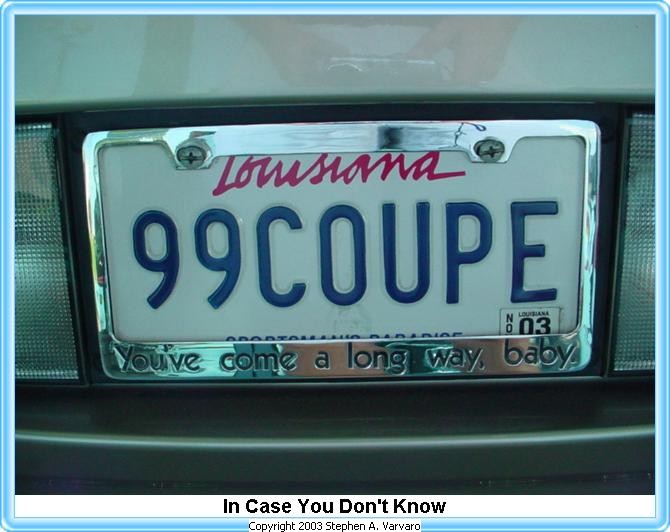 Louisiana
99COUPE
LOUISIANA
NO 03
SPORTSMAN'S PARADISE
You've come a long way, baby.
In Case You Don't Know
Copyright 2003 Stephen A. Varvaro